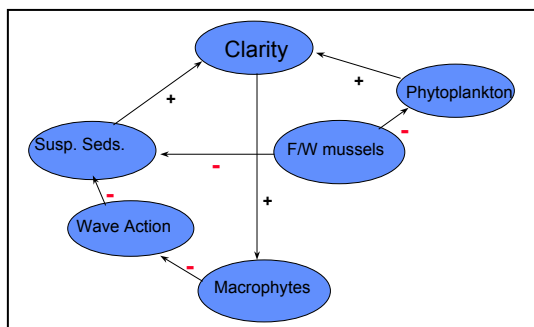 Clarity
Phytoplankton
+
+
Susp. Seds.
F/W mussels
-
-
-
Wave Action
+
-
Macrophytes